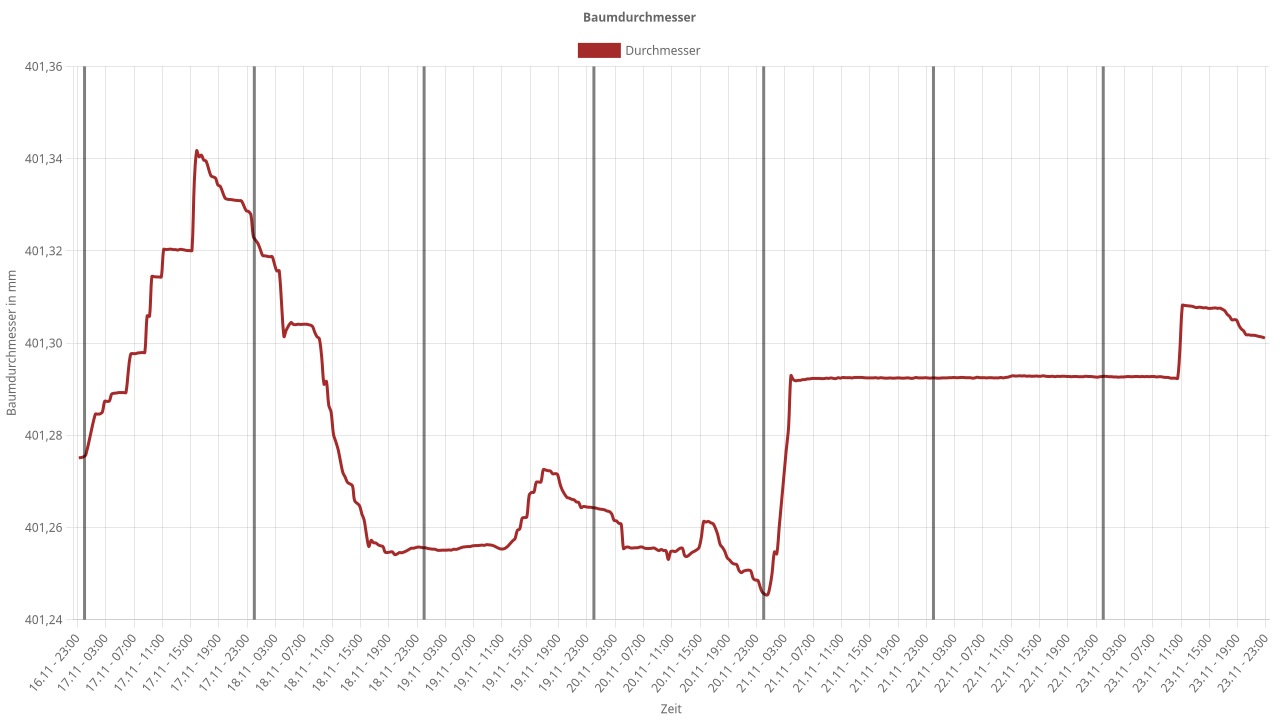 Baumdurchmesser
Durchmesser
401,36
401,34
401,32
401,30
401,28
401,26
401,24
Baumdurchmesser in mm
16.11 - 23:00
17.11 - 03:00
17.11 - 07:00
17.11 - 11:00
17.11 - 15:00
17.11 - 19:00
17.11 - 23:00
18.11 - 03:00
18.11 - 07:00
18.11 - 11:00
18.11 - 15:00
18.11 - 19:00
18.11 - 23:00
19.11 - 03:00
19.11 - 07:00
19.11 - 11:00
19.11 - 15:00
19.11 - 19:00
19.11 - 23:00
20.11 - 03:00
20.11 - 07:00
20.11 - 11:00
20.11 - 15:00
20.11 - 19:00
20.11 - 23:00
21.11 - 03:00
21.11 - 07:00
21.11 - 11:00
21.11 - 15:00
21.11 - 19:00
21.11 - 23:00
22.11 - 03:00
22.11 - 07:00
22.11 - 11:00
22.11 - 15:00
22.11 - 19:00
22.11 - 23:00
23.11 - 03:00
23.11 - 07:00
23.11 - 11:00
23.11 - 15:00
23.11 - 19:00
23.11 - 23:00
Zeit